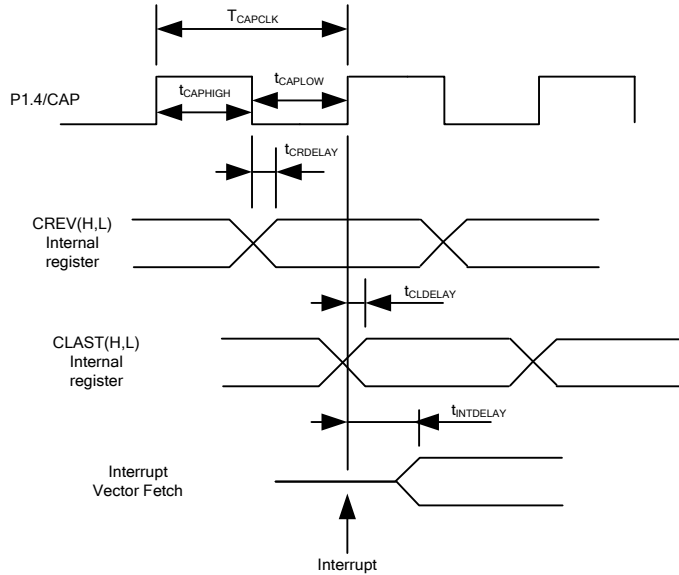 TCAPCLK
P1.4/CAP
tCAPHIGH
tCAPLOW
tCRDELAY
CREV(H,L)
Internal
register
tCLDELAY
CLAST(H,L)
Internal
register
tINTDELAY
Interrupt
Vector Fetch
Interrupt